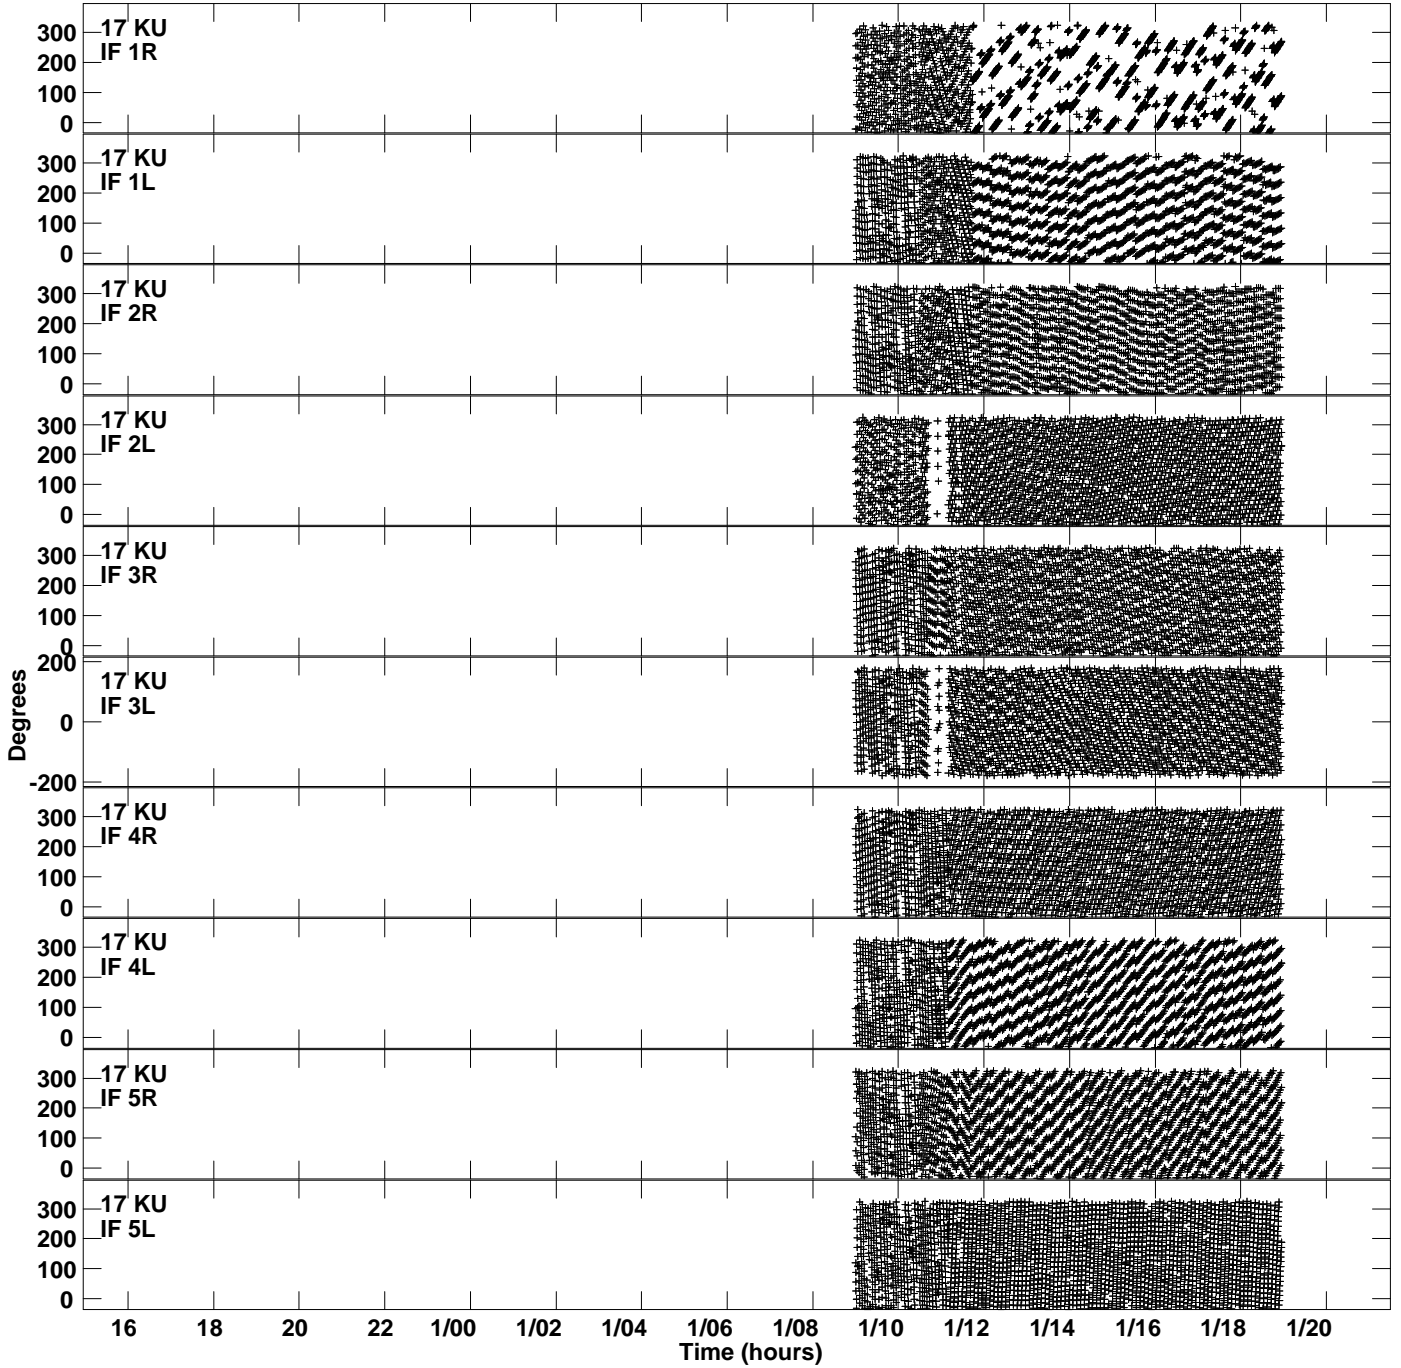 17 KU
IF 1R
300
200
100
0
17 KU
IF 1L
300
200
100
0
17 KU
IF 2R
300
200
100
0
17 KU
IF 2L
300
200
100
0
17 KU
IF 3R
300
200
100
0
17 KU
IF 3L
200
0
-200
Degrees
17 KU
IF 4R
300
200
100
0
17 KU
IF 4L
300
200
100
0
17 KU
IF 5R
300
200
100
0
17 KU
IF 5L
300
200
100
0
16 18 20 22 1/00 1/02 1/04 1/06 1/08 1/10 1/12 1/14 1/16 1/18 1/20
Time (hours)